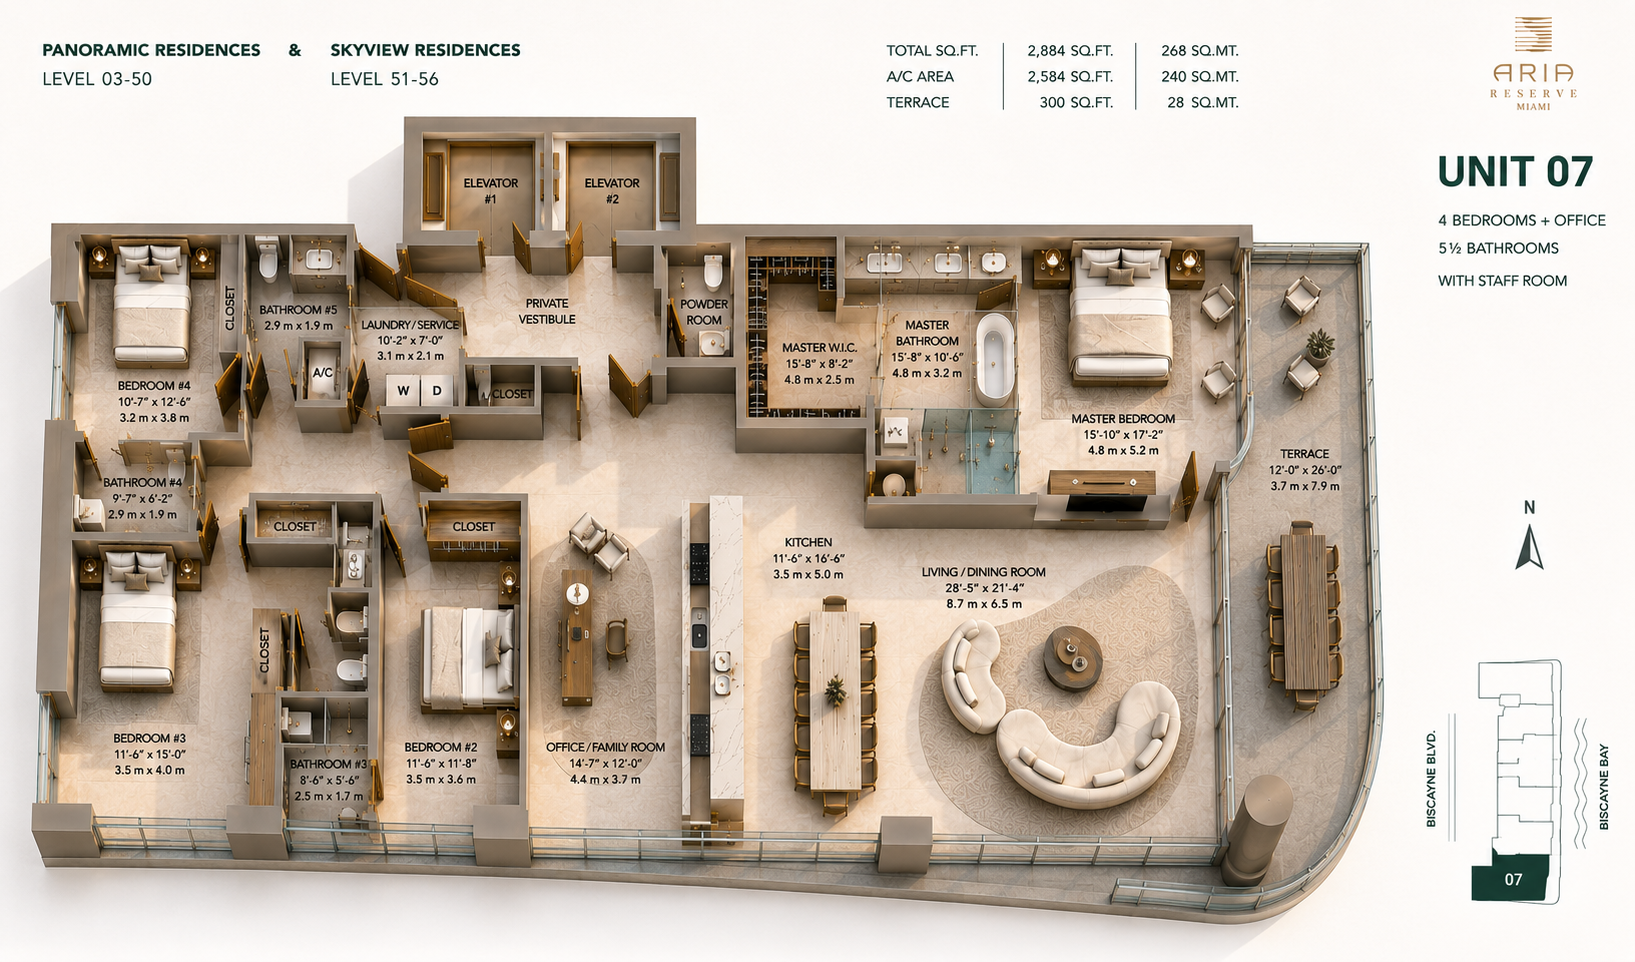 PANORAMIC RESIDENCES & SKYVIEW RESIDENCES
LEVEL 03-50 LEVEL 51-56
TOTAL SQ.FT. 2,884 SQ.FT. 268 SQ.MT.
A/C AREA 2,584 SQ.FT. 240 SQ.MT.
TERRACE 300 SQ.FT. 28 SQ.MT.
ARIA
RESERVE
MIAMI
UNIT 07
4 BEDROOMS + OFFICE
5 ½ BATHROOMS
WITH STAFF ROOM
ELEVATOR
#1
ELEVATOR
#2
CLOSET
BATHROOM #5
2.9 m x 1.9 m
LAUNDRY/SERVICE
10'-2" x 7'-0"
3.1 m x 2.1 m
PRIVATE
VESTIBULE
POWDER
ROOM
MASTER W.I.C.
15'-8" x 8'-2"
4.8 m x 2.5 m
MASTER
BATHROOM
15'-8" x 10'-6"
4.8 m x 3.2 m
BEDROOM #4
10'-7" x 12'-6"
3.2 m x 3.8 m
A/C
W D
CLOSET
MASTER BEDROOM
15'-10" x 17'-2"
4.8 m x 5.2 m
TERRACE
12'-0" x 26'-0"
3.7 m x 7.9 m
BATHROOM #4
9'-7" x 6'-2"
2.9 m x 1.9 m
CLOSET
CLOSET
KITCHEN
11'-6" x 16'-6"
3.5 m x 5.0 m
LIVING / DINING ROOM
28'-5" x 21'-4"
8.7 m x 6.5 m
CLOSET
BEDROOM #3
11'-6" x 15'-0"
3.5 m x 4.0 m
BATHROOM #3
8'-6" x 5'-6"
2.5 m x 1.7 m
BEDROOM #2
11'-6" x 11'-8"
3.5 m x 3.6 m
OFFICE / FAMILY ROOM
14'-7" x 12'-0"
4.4 m x 3.7 m
N
BISCAYNE BLVD.
BISCAYNE BAY
07